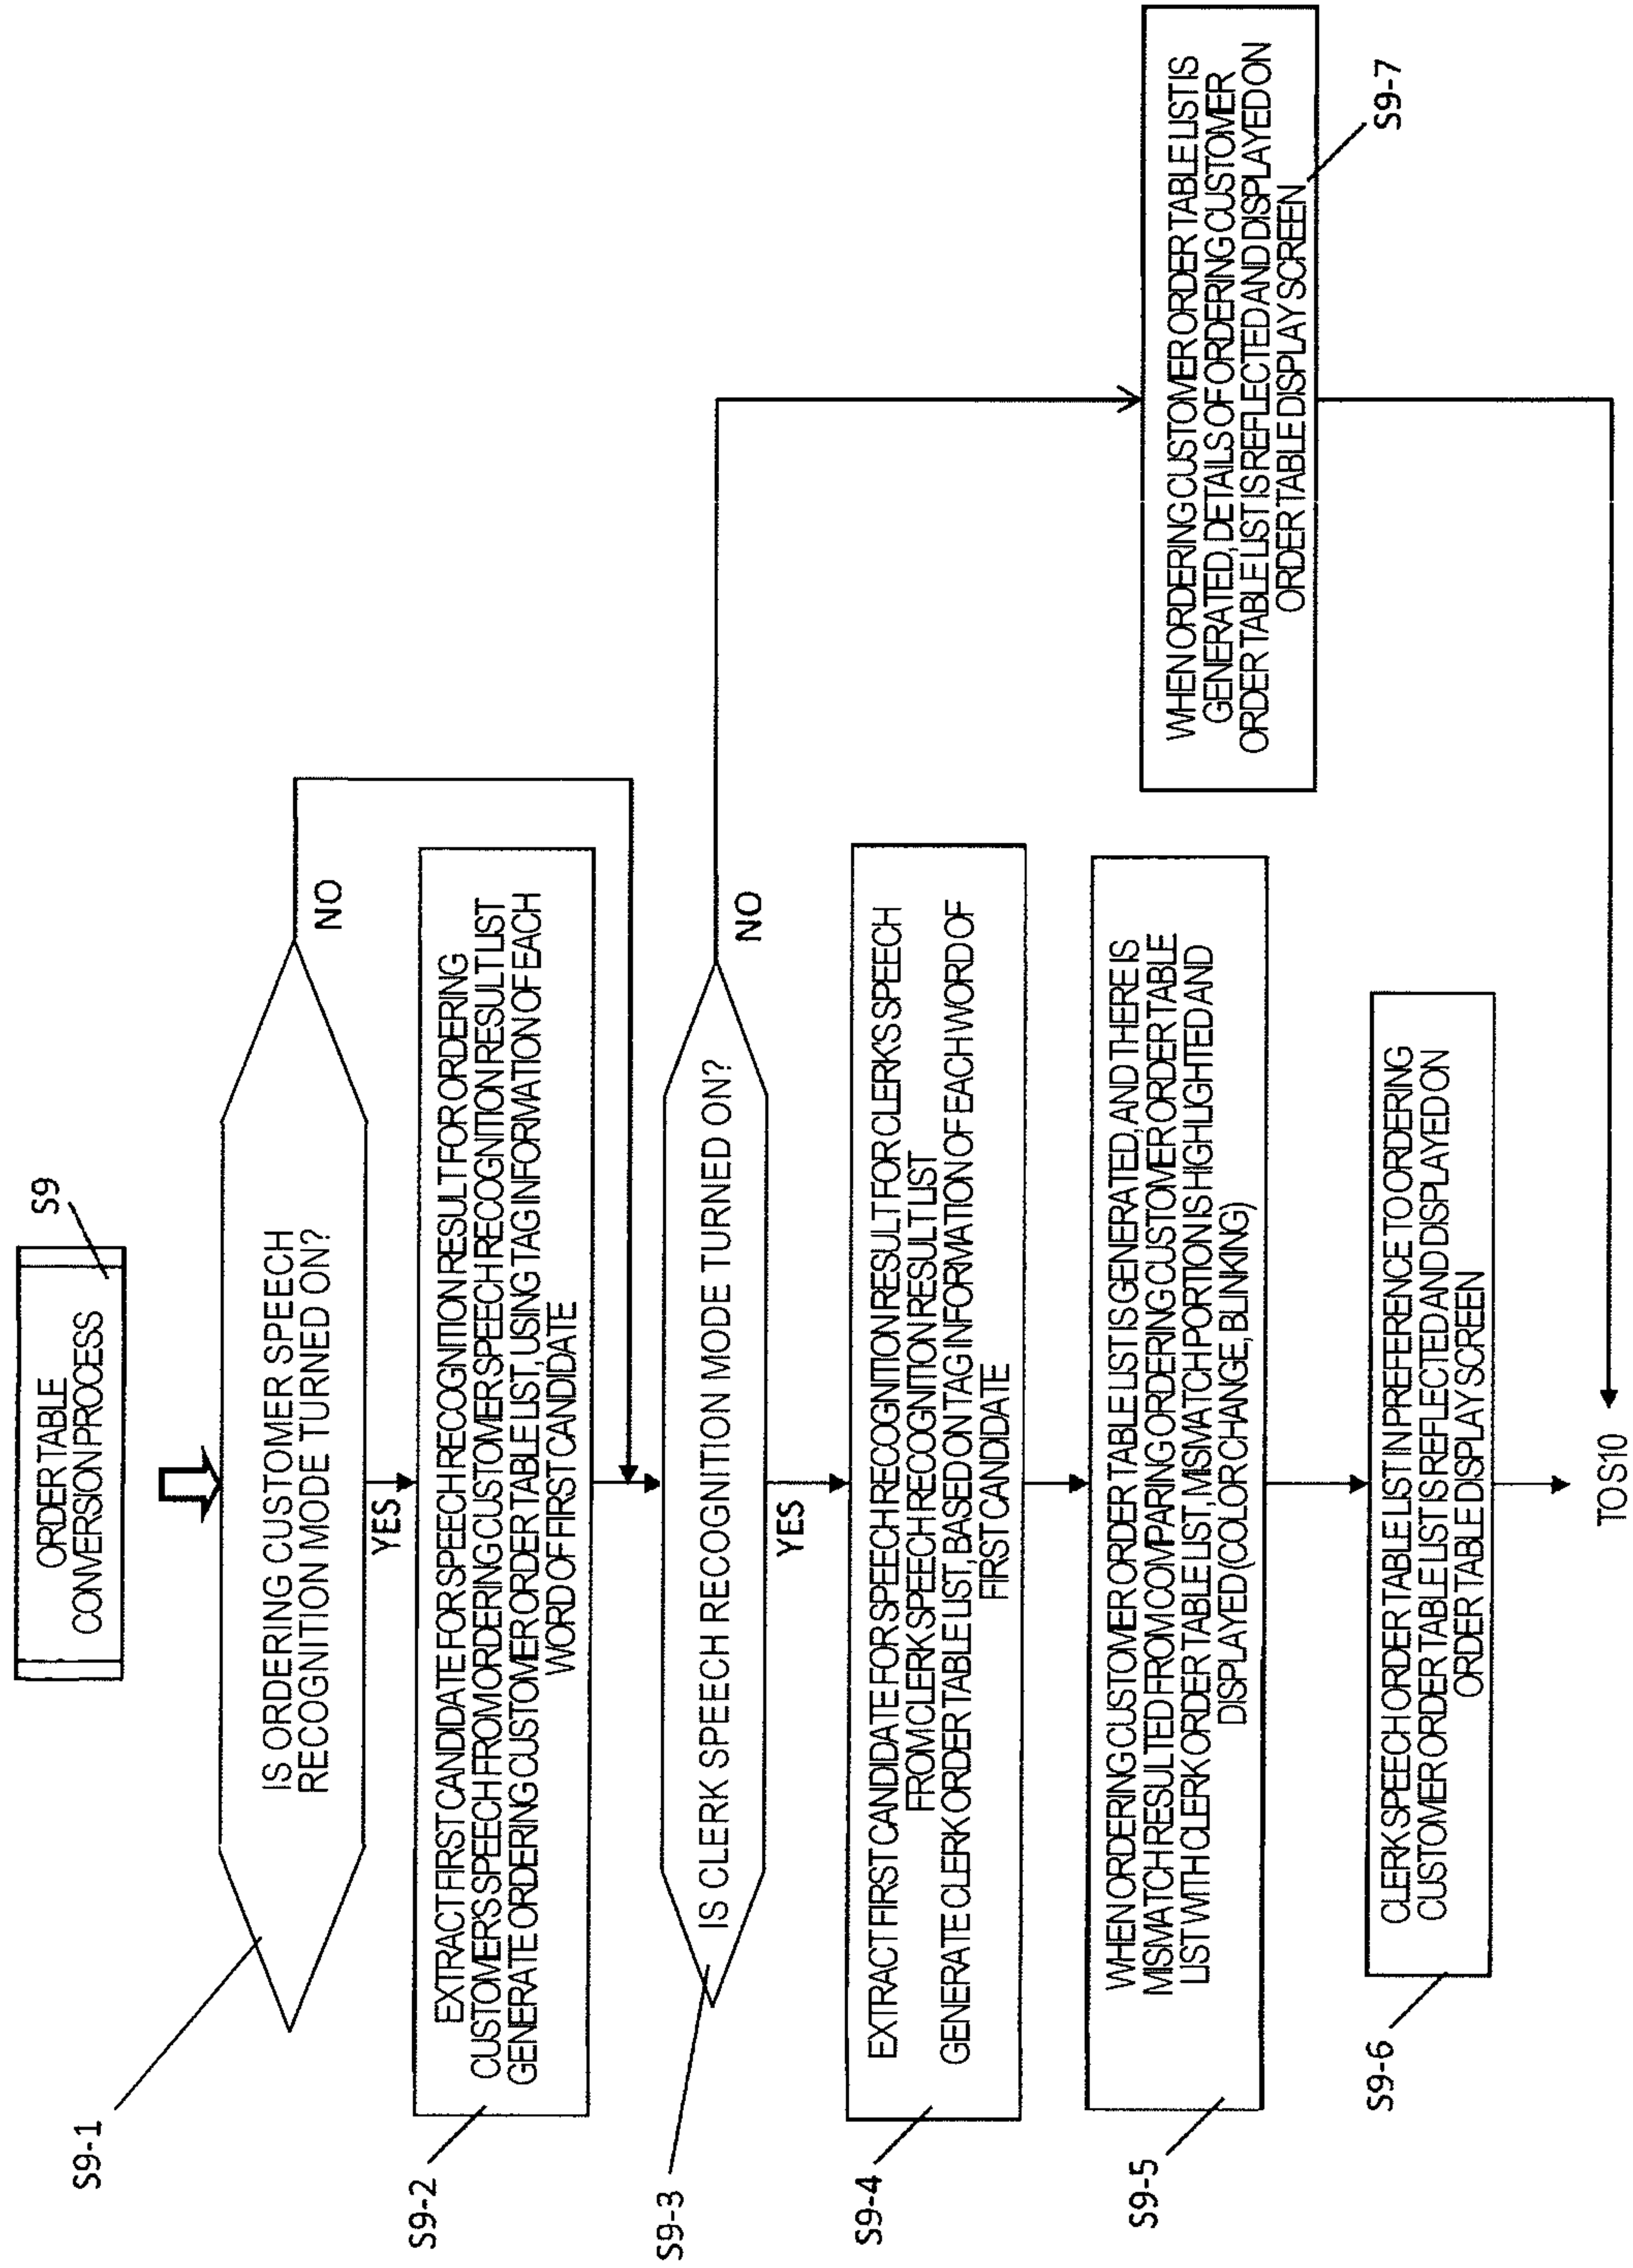 ORDER TABLE
CONVERSION PROCESS
S9
IS ORDERING CUSTOMER SPEECH
RECOGNITION MODE TURNED ON?
S9-1
NO
YES
EXTRACT FIRST CANDIDATE FOR SPEECH RECOGNITION RESULT FOR ORDERING
CUSTOMER'S SPEECH FROM ORDERING CUSTOMER SPEECH RECOGNITION RESULT LIST
GENERATE ORDERING CUSTOMER ORDER TABLE LIST, USING TAG INFORMATION OF EACH
WORD OF FIRST CANDIDATE
S9-2
IS CLERK SPEECH RECOGNITION MODE TURNED ON?
S9-3
NO
YES
EXTRACT FIRST CANDIDATE FOR SPEECH RECOGNITION RESULT FOR CLERK'S SPEECH
FROM CLERK SPEECH RECOGNITION RESULT LIST
GENERATE CLERK ORDER TABLE LIST, BASED ON TAG INFORMATION OF EACH WORD OF
FIRST CANDIDATE
S9-4
WHEN ORDERING CUSTOMER ORDER TABLE LIST IS GENERATED, AND THERE IS
MISMATCH RESULTED FROM COMPARING ORDERING CUSTOMER ORDER TABLE
LIST WITH CLERK ORDER TABLE LIST, MISMATCH PORTION IS HIGHLIGHTED AND
DISPLAYED (COLOR CHANGE, BLINKING)
S9-5
CLERK SPEECH ORDER TABLE LIST IN PREFERENCE TO ORDERING
CUSTOMER ORDER TABLE LIST IS REFLECTED AND DISPLAYED ON
ORDER TABLE DISPLAY SCREEN
S9-6
WHEN ORDERING CUSTOMER ORDER TABLE LIST IS
GENERATED, DETAILS OF ORDERING CUSTOMER
ORDER TABLE LIST IS REFLECTED AND DISPLAYED ON
ORDER TABLE DISPLAY SCREEN
S9-7
TO S10